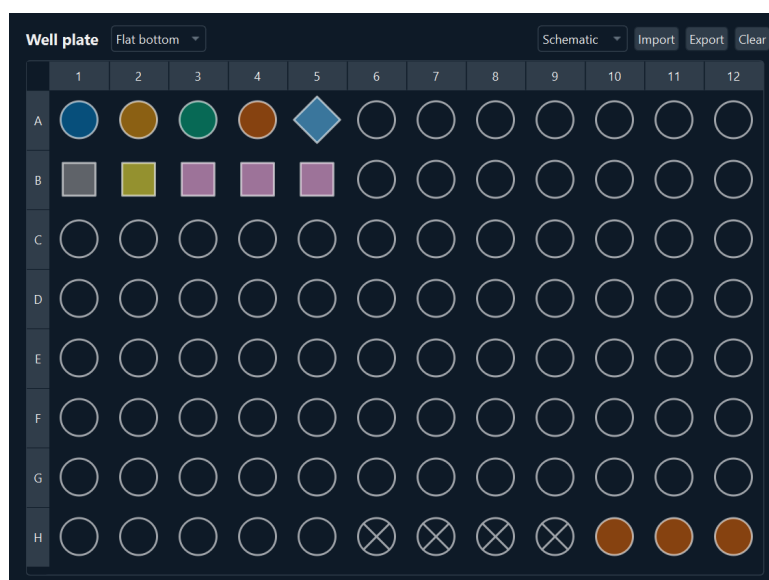 Well plate Flat bottom Schematic Import Export Clear
1 2 3 4 5 6 7 8 9 10 11 12
A
B
C
D
E
F
G
H